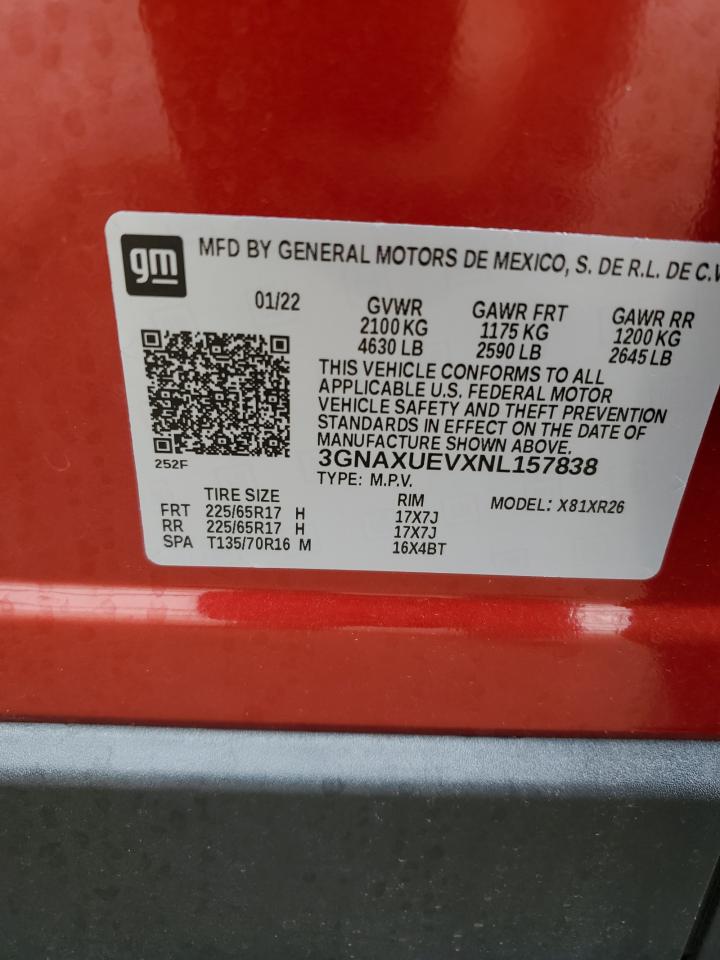 gm
MFD BY GENERAL MOTORS DE MEXICO, S. DE R.L. DE C.V
01/22
GVWR GAWR FRT GAWR RR
2100 KG 1175 KG 1200 KG
4630 LB 2590 LB 2645 LB
THIS VEHICLE CONFORMS TO ALL
APPLICABLE U.S. FEDERAL MOTOR
VEHICLE SAFETY AND THEFT PREVENTION
STANDARDS IN EFFECT ON THE DATE OF
MANUFACTURE SHOWN ABOVE.
252F
3GNAXUEVXNL157838
TYPE: M.P.V.
TIRE SIZE RIM MODEL: X81XR26
FRT 225/65R17 H 17X7J
RR 225/65R17 H 17X7J
SPA T135/70R16 M 16X4BT